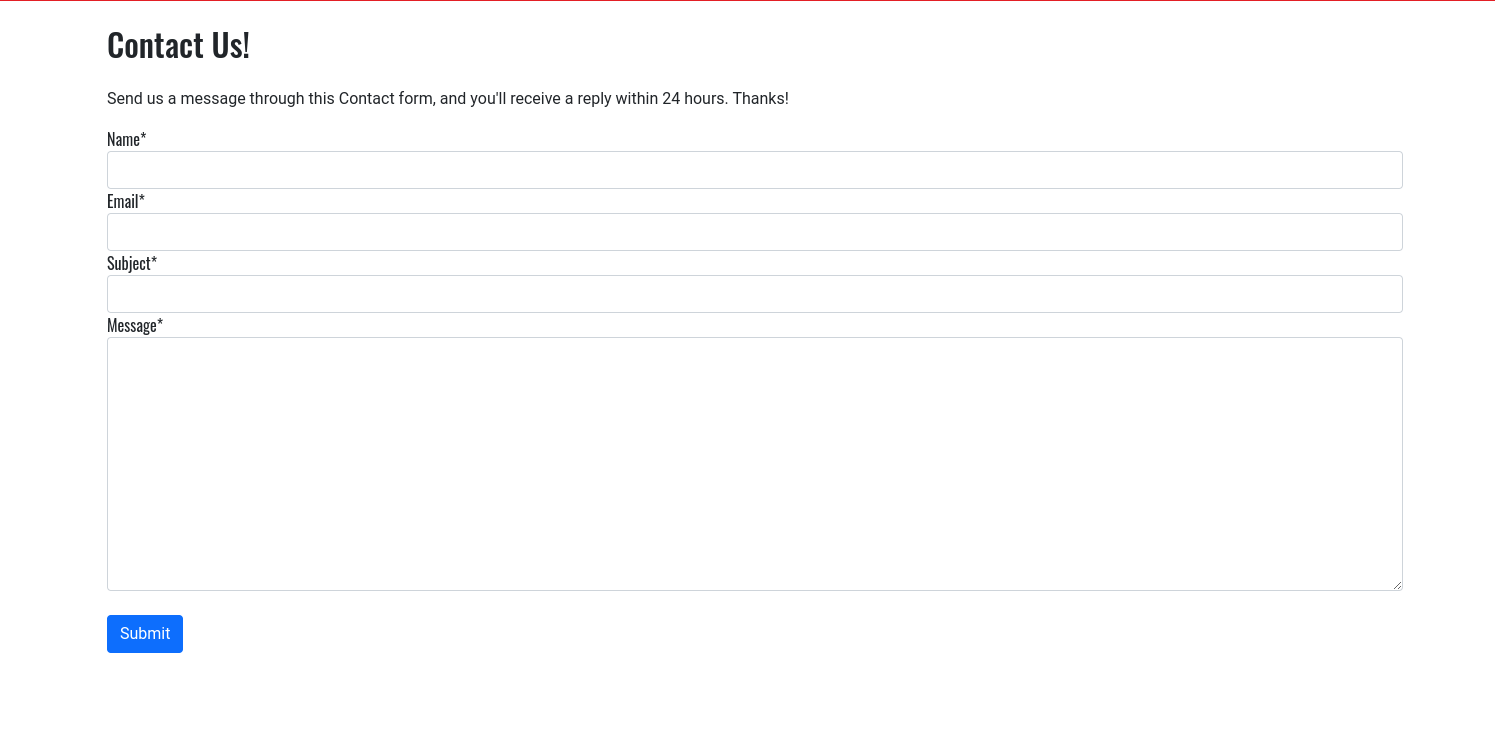 Contact Us!
Send us a message through this Contact form, and you'll receive a reply within 24 hours. Thanks!
Name*
Email*
Subject*
Message*
Submit